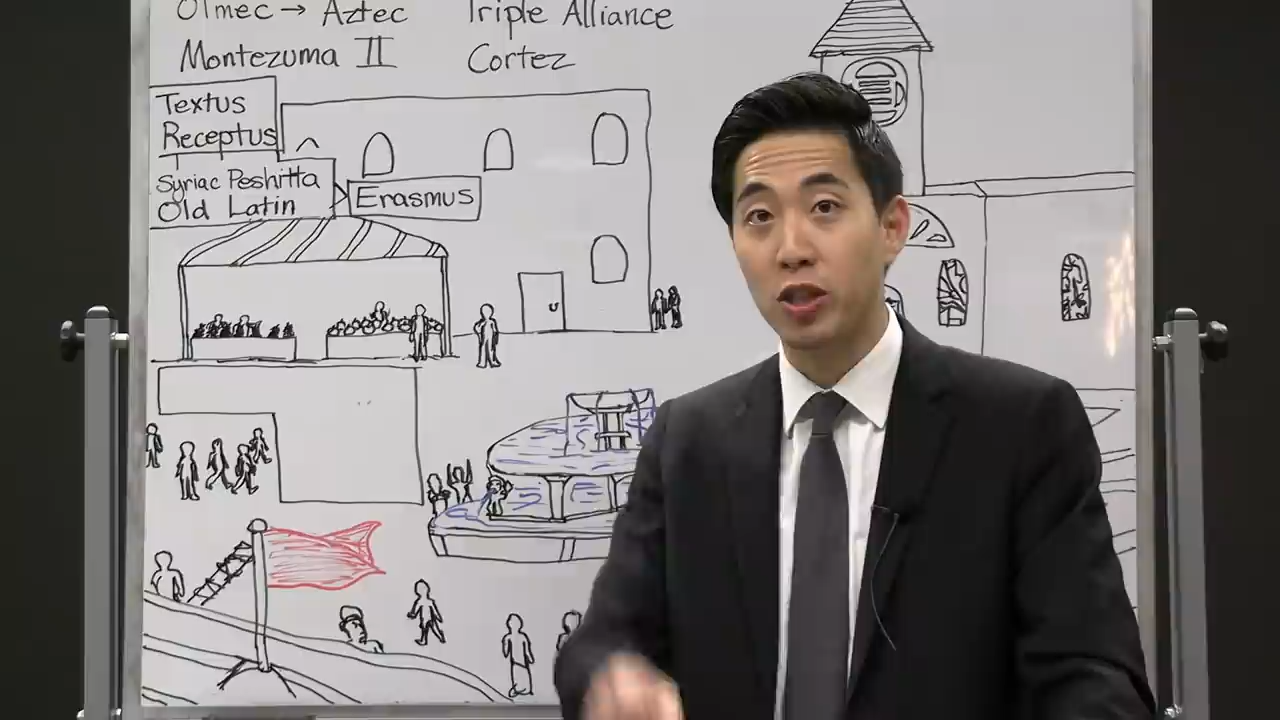 Olmec → Aztec
Triple Alliance
Montezuma II
Cortez
Textus
Receptus
Syriac Peshitta
Old Latin
Erasmus